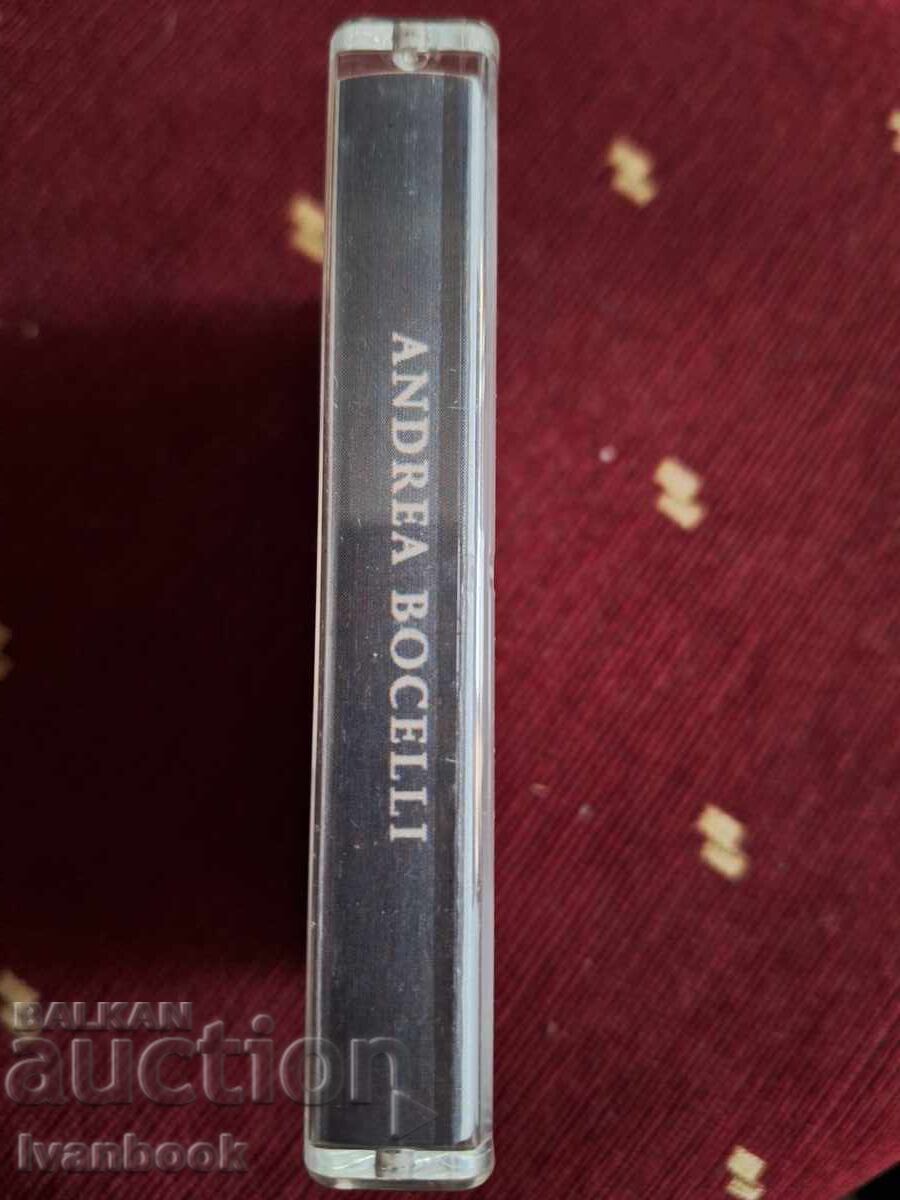 ANDREA BOCELLI
BALKAN
auction
Ivanbook